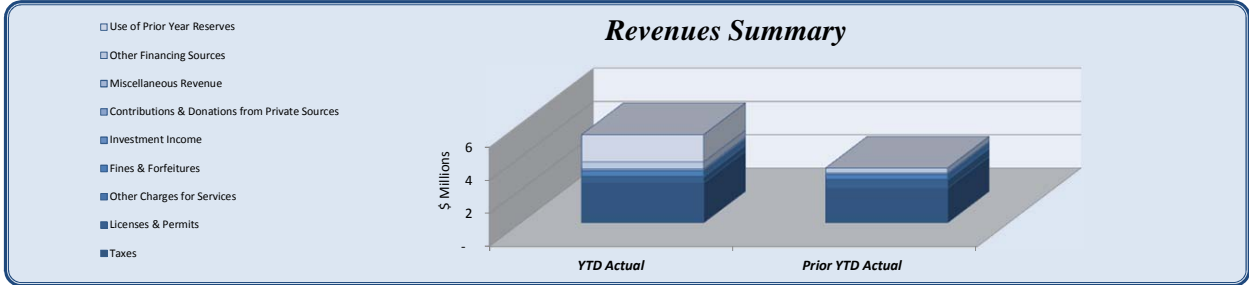 Revenues Summary
Use of Prior Year Reserves
Other Financing Sources
Miscellaneous Revenue
Contributions & Donations from Private Sources
Investment Income
Fines & Forfeitures
Other Charges for Services
Licenses & Permits
Taxes
$ Millions
6
4
2
-
YTD Actual
Prior YTD Actual